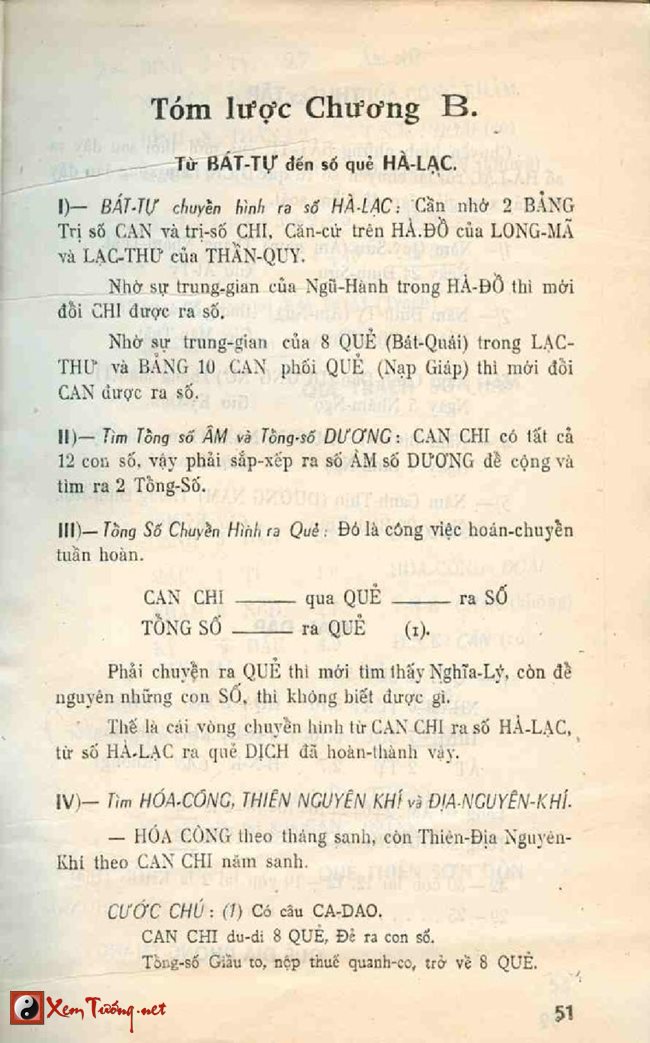 Tóm lược Chương B.
Từ BÁT-TỰ đến số quẻ HÀ-LẠC.
I)— BÁT-TỰ chuyển hình ra số HÀ-LẠC: Cần nhớ 2 BẢNG
Trị số CAN và trị-số CHI, Căn-cứ trên HÀ-ĐỒ của LONG-MÃ
và LẠC-THƯ của THẦN-QUY.
Nhờ sự trung-gian của Ngũ-Hành trong HÀ-ĐỒ thì mới
đổi CHI được ra số.
Nhờ sự trung-gian của 8 QUẺ (Bát-Quái) trong LẠC-
THƯ và BẢNG 10 CAN phối QUẺ (Nạp Giáp) thì mới đổi
CAN được ra số.
II)— Tìm Tổng số ÂM và Tổng-số DƯƠNG: CAN CHI có tất cả
12 con số, vậy phải sắp-xếp ra số ÂM số DƯƠNG để cộng và
tìm ra 2 Tổng-Số.
III)— Tổng Số Chuyển Hình ra Quẻ: Đó là công việc hoán-chuyển
tuần hoàn.
CAN CHI ——— qua QUẺ ——— ra SỐ
TỔNG SỐ ——— ra QUẺ (1).
Phải chuyển ra QUẺ thì mới tìm thấy Nghĩa-Lý, còn để
nguyên những con SỐ, thì không biết được gì.
Thế là cái vòng chuyển hình từ CAN CHI ra số HÀ-LẠC,
từ số HÀ-LẠC ra quẻ DỊCH đã hoàn-thành vậy.
IV)— Tìm HÓA-CÔNG, THIÊN NGUYÊN KHÍ và ĐỊA-NGUYÊN-KHÍ.
— HÓA CÔNG theo tháng sanh, còn Thiên-Địa Nguyên-
Khí theo CAN CHI năm sanh.
CƯỚC CHÚ: (1) Có câu CA-DAO.
CAN CHI du-di 8 QUẺ, Đẻ ra con số.
Tổng-số Giầu to, nộp thuế quanh-co, trở về 8 QUẺ.
XemTướng.net
51